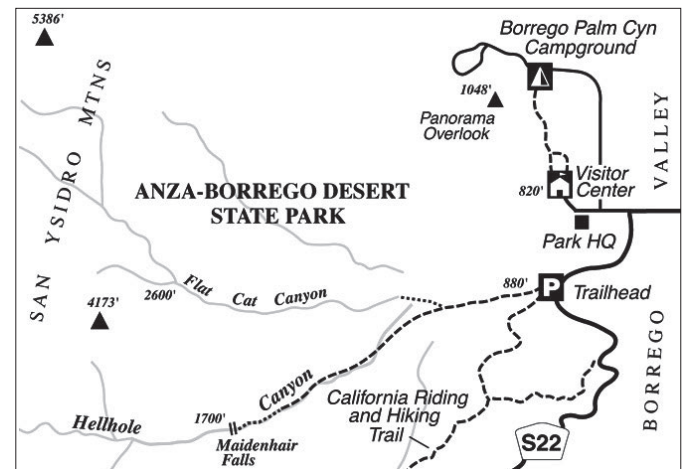 5386'
Borrego Palm Cyn
Campground
1048'
Panorama
Overlook
SAN YSIDRO MTNS
VALLEY
ANZA-BORREGO DESERT
STATE PARK
820'
Visitor
Center
Park HQ
880'
P
Trailhead
2600'
Flat Cat Canyon
4173'
BORREGO
Canyon
California Riding
and Hiking
Trail
1700'
Hellhole
Maidenhair
Falls
S22